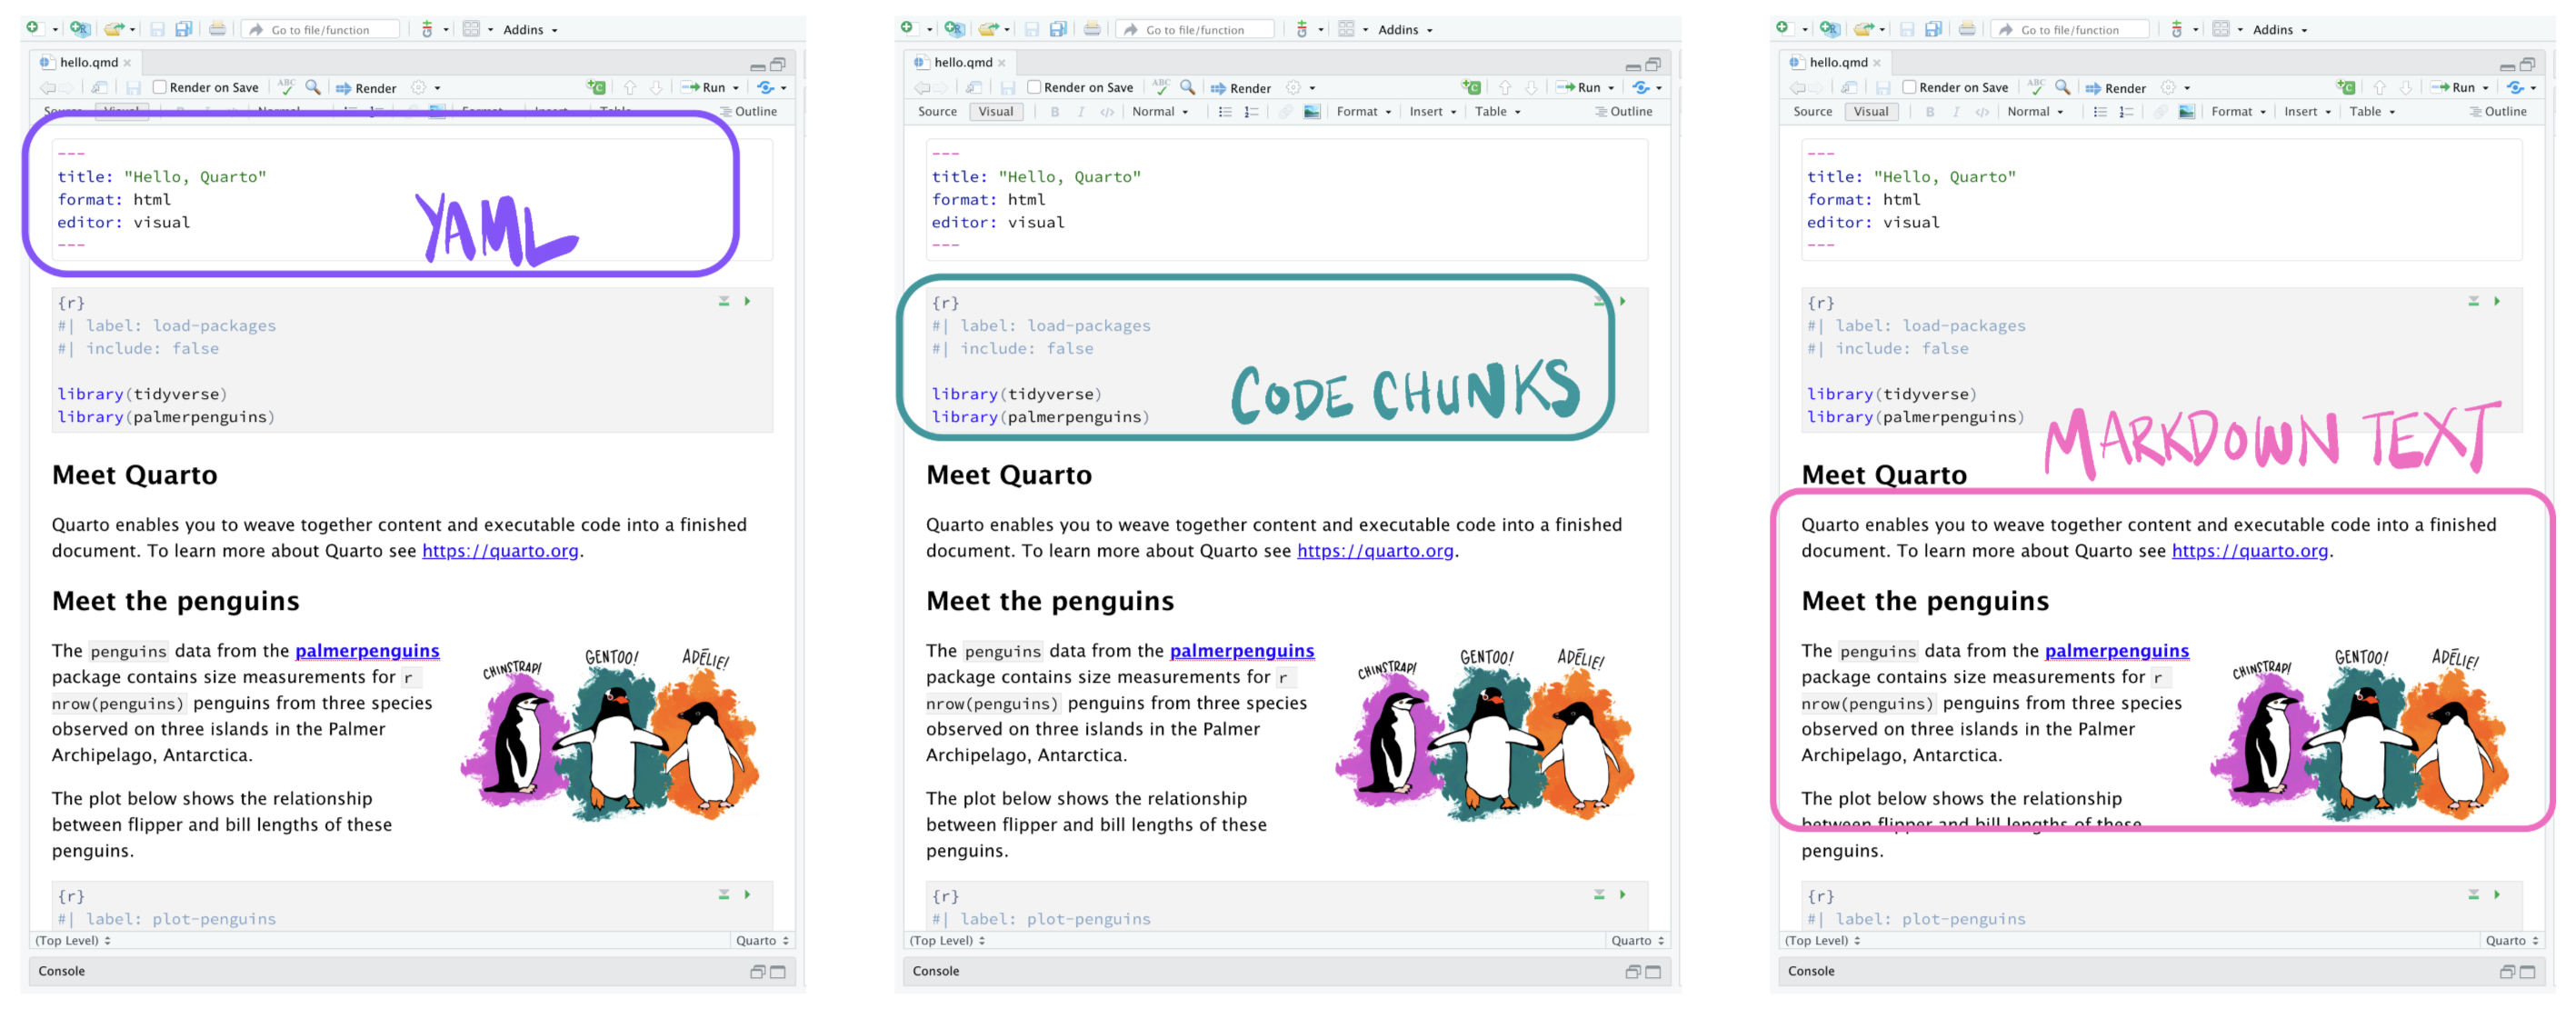 Go to file/function Addins
hello.qmd
Render on Save ABC Render Run
Visual Outline
---
title: "Hello, Quarto"
format: html
editor: visual
---
YAML
{r}
#| label: load-packages
#| include: false
library(tidyverse)
library(palmerpenguins)
Meet Quarto
Quarto enables you to weave together content and executable code into a finished
document. To learn more about Quarto see https://quarto.org.
Meet the penguins
The penguins data from the palmerpenguins
package contains size measurements for r
nrow(penguins) penguins from three species
observed on three islands in the Palmer
Archipelago, Antarctica.
CHINSTRAP! GENTOO! ADÉLIE!
The plot below shows the relationship
between flipper and bill lengths of these
penguins.
{r}
#| label: plot-penguins
(Top Level) Quarto
Console
Go to file/function Addins
hello.qmd
Render on Save ABC Render Run
Source Visual B I </> Normal Format Insert Table Outline
---
title: "Hello, Quarto"
format: html
editor: visual
---
{r}
#| label: load-packages
#| include: false
library(tidyverse)
library(palmerpenguins)
CODE CHUNKS
Meet Quarto
Quarto enables you to weave together content and executable code into a finished
document. To learn more about Quarto see https://quarto.org.
Meet the penguins
The penguins data from the palmerpenguins
package contains size measurements for r
nrow(penguins) penguins from three species
observed on three islands in the Palmer
Archipelago, Antarctica.
CHINSTRAP! GENTOO! ADÉLIE!
The plot below shows the relationship
between flipper and bill lengths of these
penguins.
{r}
#| label: plot-penguins
(Top Level) Quarto
Console
Go to file/function Addins
hello.qmd
Render on Save ABC Render Run
Source Visual B I </> Normal Format Insert Table Outline
---
title: "Hello, Quarto"
format: html
editor: visual
---
{r}
#| label: load-packages
#| include: false
library(tidyverse)
library(palmerpenguins)
MARKDOWN TEXT
Meet Quarto
Quarto enables you to weave together content and executable code into a finished
document. To learn more about Quarto see https://quarto.org.
Meet the penguins
The penguins data from the palmerpenguins
package contains size measurements for r
nrow(penguins) penguins from three species
observed on three islands in the Palmer
Archipelago, Antarctica.
CHINSTRAP! GENTOO! ADÉLIE!
The plot below shows the relationship
between flipper and bill lengths of these
penguins.
{r}
#| label: plot-penguins
(Top Level) Quarto
Console